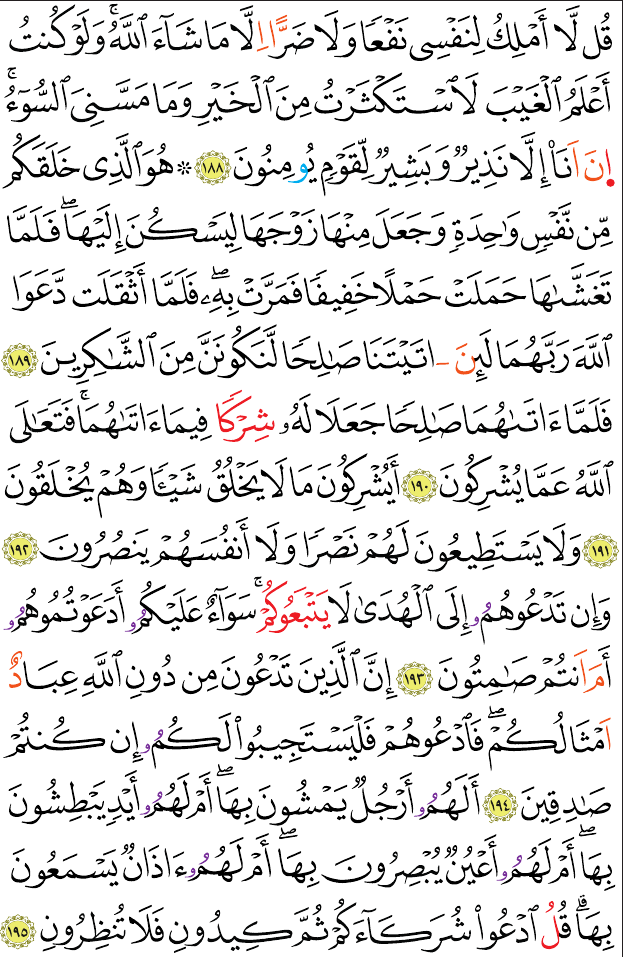 قُل لَّا أَمْلِكُ لِنَفْسِى نَفْعًا وَلَا ضَرًّا اِلَّا مَا شَآءَ ٱللَّهُ ۚ وَلَوْ كُنتُ
أَعْلَمُ ٱلْغَيْبَ لَٱسْتَكْثَرْتُ مِنَ ٱلْخَيْرِ وَمَا مَسَّنِىَ ٱلسُّوٓءُ ۚ
إِنَ اَنَا۠ إِلَّا نَذِيرٌ وَبَشِيرٌ لِّقَوْمٍ يُومِنُونَ ١٨٨ ۞ هُوَ ٱلَّذِى خَلَقَكُم
مِّن نَّفْسٍ وَٰحِدَةٍ وَجَعَلَ مِنْهَا زَوْجَهَا لِيَسْكُنَ إِلَيْهَا ۖ فَلَمَّا
تَغَشَّىٰهَا حَمَلَتْ حَمْلًا خَفِيفًا فَمَرَّتْ بِهِۦ ۖ فَلَمَّا أَثْقَلَت دَّعَوَا
ٱللَّهَ رَبَّهُمَا لَئِنَ اتَيْتَنَا صَٰلِحًا لَّنَكُونَنَّ مِنَ ٱلشَّٰكِرِينَ ١٨٩
فَلَمَّا ءَاتَىٰهُمَا صَٰلِحًا جَعَلَا لَهُۥ شِرْكًا فِيمَا ءَاتَىٰهُمَا ۚ فَتَعَٰلَى
ٱللَّهُ عَمَّا يُشْرِكُونَ ١٩٠ أَيُشْرِكُونَ مَا لَا يَخْلُقُ شَيْـًٔا وَهُمْ يُخْلَقُونَ
١٩١ وَلَا يَسْتَطِيعُونَ لَهُمْ نَصْرًا وَلَا أَنفُسَهُمْ يَنصُرُونَ ١٩٢
وَإِن تَدْعُوهُمُۥ إِلَى ٱلْهُدَىٰ لَا يَتْبَعُوكُمْ ۚ سَوَآءٌ عَلَيْكُمُۥ أَدَعَوْتُمُوهُمُۥ
أَمَ اَنتُمْ صَٰمِتُونَ ١٩٣ إِنَّ ٱلَّذِينَ تَدْعُونَ مِن دُونِ ٱللَّهِ عِبَادٌ
اَمْثَالُكُمْ ۖ فَٱدْعُوهُمْ فَلْيَسْتَجِيبُوا لَكُمُۥ إِن كُنتُمْ
صَٰدِقِينَ ١٩٤ أَلَهُمُۥ أَرْجُلٌ يَمْشُونَ بِهَا ۖ أَمْ لَهُمُۥ أَيْدٍ يَبْطِشُونَ
بِهَا ۖ أَمْ لَهُمُۥ أَعْيُنٌ يُبْصِرُونَ بِهَا ۖ أَمْ لَهُمُۥ ءَاذَانٌ يَسْمَعُونَ
بِهَا ۗ قُلُ ٱدْعُوا۟ شُرَكَآءَكُمْ ثُمَّ كِيدُونِ فَلَا تُنظِرُونِ ١٩٥